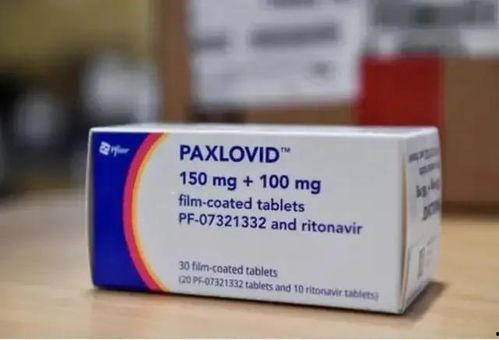 Pfizer
PAXLOVID™
150 mg + 100 mg
film-coated tablets
PF-07321332 and ritonavir
30 film-coated tablets
(20 PF-07321332 tablets and 10 ritonavir tablets)